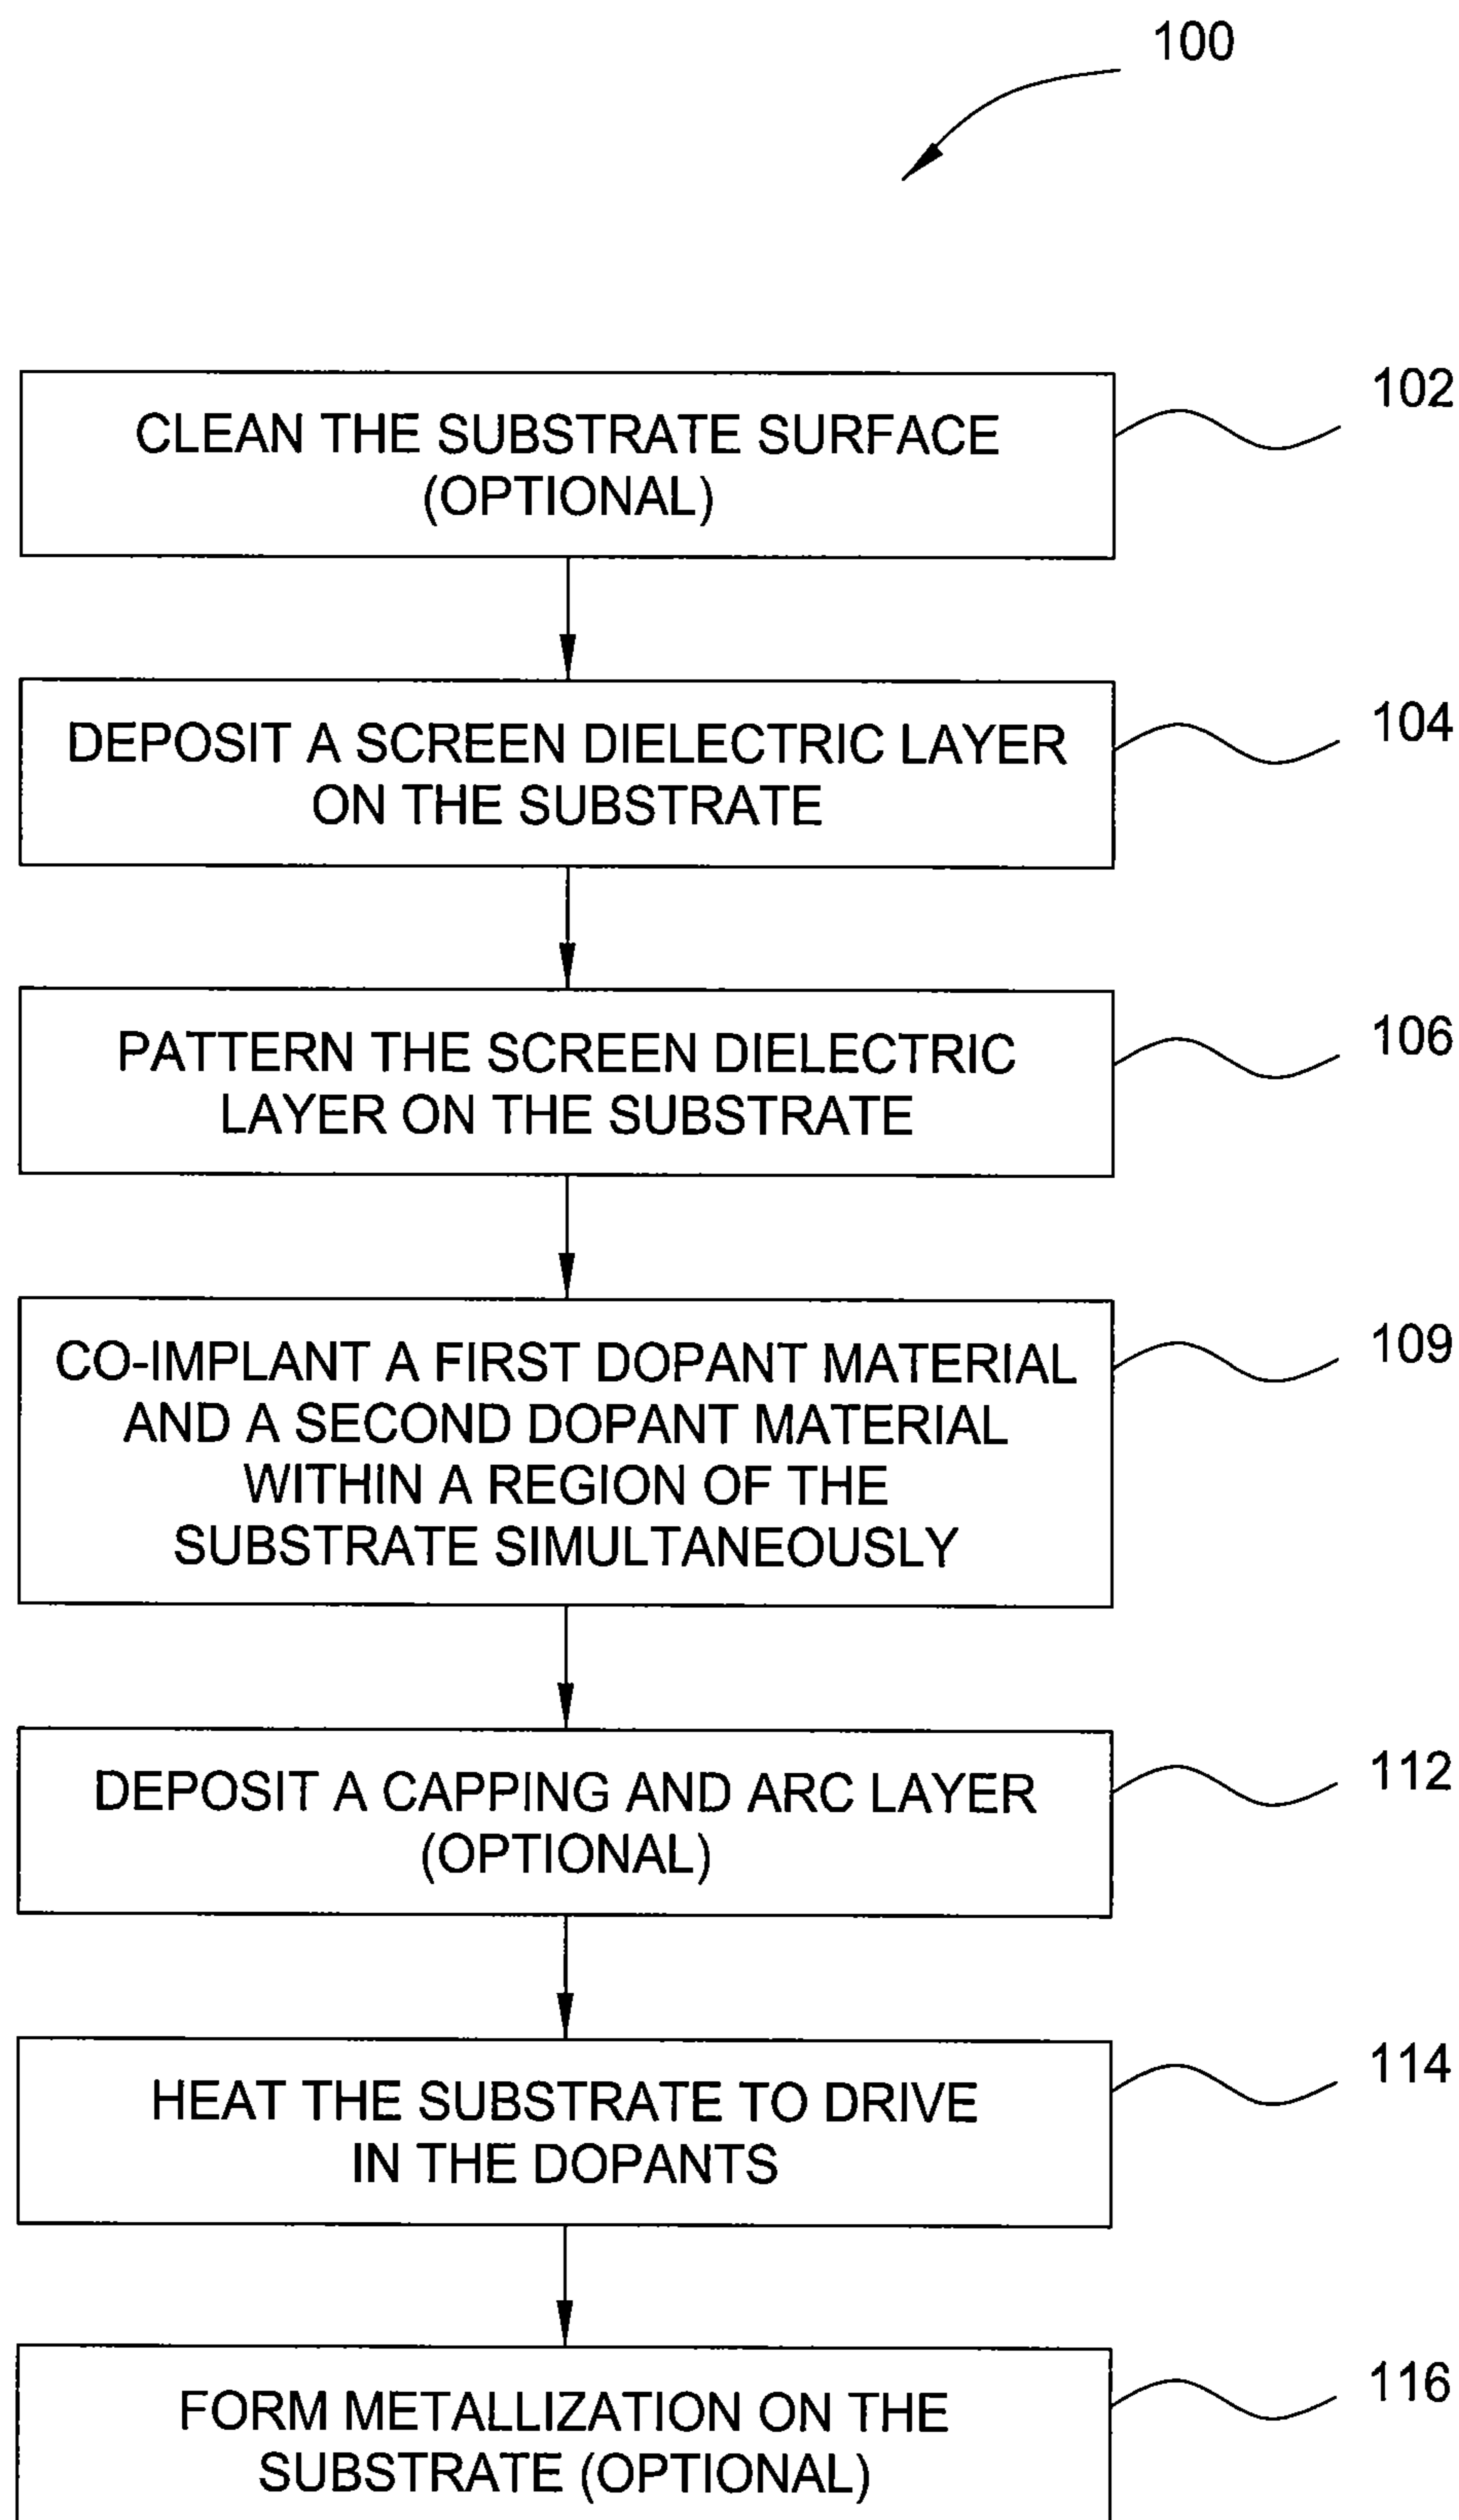 100
CLEAN THE SUBSTRATE SURFACE
(OPTIONAL)
102
DEPOSIT A SCREEN DIELECTRIC LAYER
ON THE SUBSTRATE
104
PATTERN THE SCREEN DIELECTRIC
LAYER ON THE SUBSTRATE
106
CO-IMPLANT A FIRST DOPANT MATERIAL
AND A SECOND DOPANT MATERIAL
WITHIN A REGION OF THE
SUBSTRATE SIMULTANEOUSLY
109
DEPOSIT A CAPPING AND ARC LAYER
(OPTIONAL)
112
HEAT THE SUBSTRATE TO DRIVE
IN THE DOPANTS
114
FORM METALLIZATION ON THE
SUBSTRATE (OPTIONAL)
116